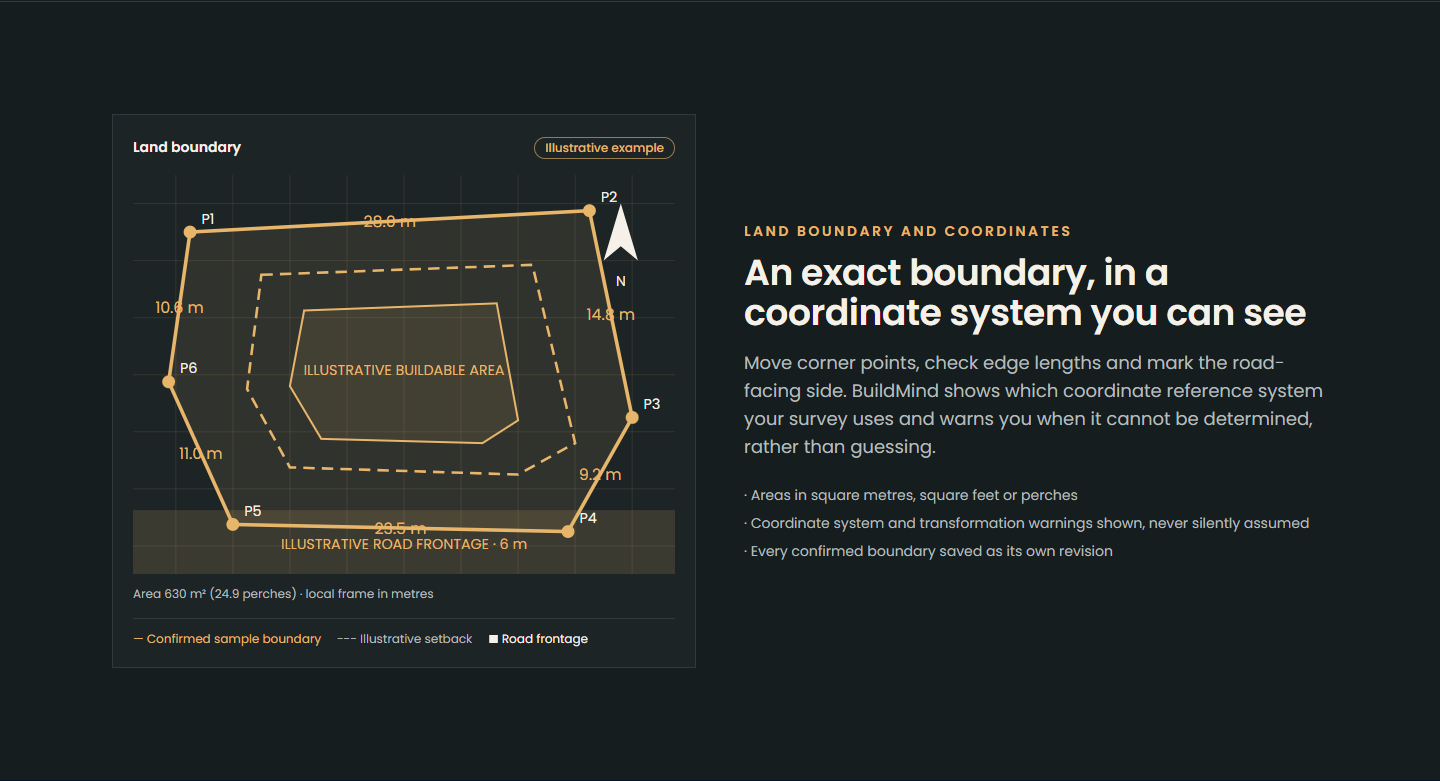 Land boundary
Illustrative example
P1
P2
28.0 m
N
10.6 m
14.8 m
ILLUSTRATIVE BUILDABLE AREA
P6
P3
11.0 m
9.2 m
P5
P4
23.5 m
ILLUSTRATIVE ROAD FRONTAGE · 6 m
Area 630 m² (24.9 perches) · local frame in metres
— Confirmed sample boundary
--- Illustrative setback
■ Road frontage
LAND BOUNDARY AND COORDINATES
An exact boundary, in a
coordinate system you can see
Move corner points, check edge lengths and mark the road-
facing side. BuildMind shows which coordinate reference system
your survey uses and warns you when it cannot be determined,
rather than guessing.
· Areas in square metres, square feet or perches
· Coordinate system and transformation warnings shown, never silently assumed
· Every confirmed boundary saved as its own revision